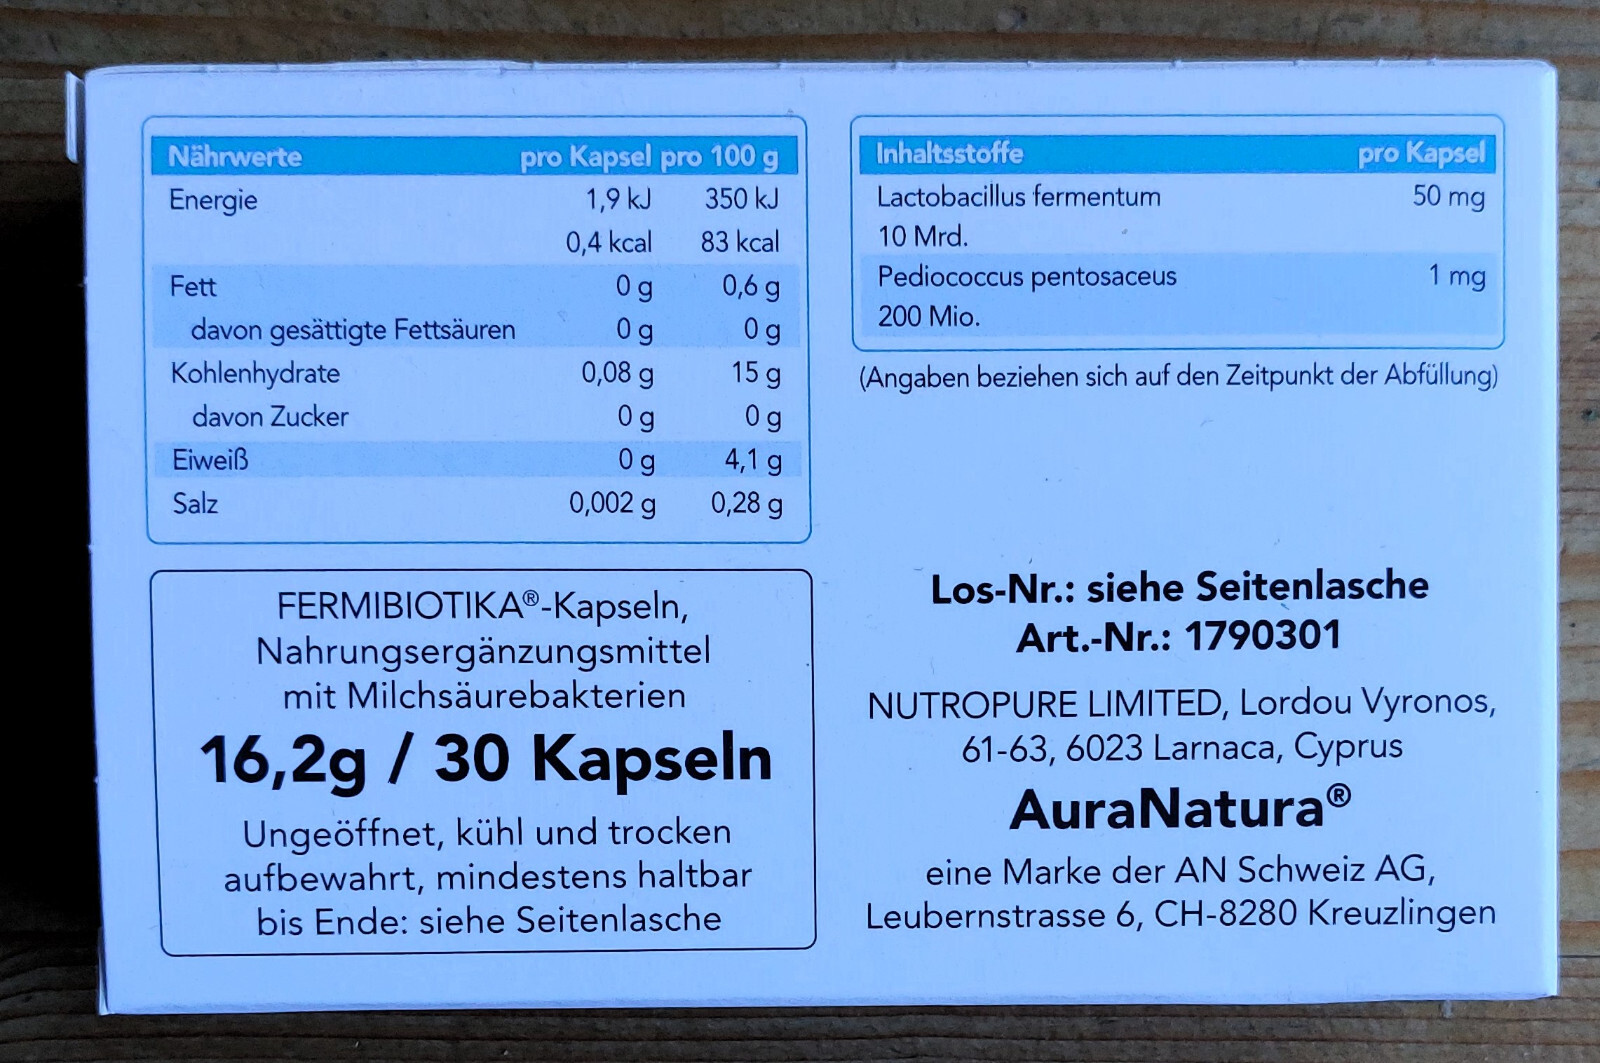 Nährwerte pro Kapsel pro 100 g
Energie 1,9 kJ 350 kJ
0,4 kcal 83 kcal
Fett 0 g 0,6 g
davon gesättigte Fettsäuren 0 g 0 g
Kohlenhydrate 0,08 g 15 g
davon Zucker 0 g 0 g
Eiweiß 0 g 4,1 g
Salz 0,002 g 0,28 g
Inhaltsstoffe pro Kapsel
Lactobacillus fermentum 50 mg
10 Mrd.
Pediococcus pentosaceus 1 mg
200 Mio.
(Angaben beziehen sich auf den Zeitpunkt der Abfüllung)
FERMIBIOTIKA®-Kapseln,
Nahrungsergänzungsmittel
mit Milchsäurebakterien
16,2g / 30 Kapseln
Ungeöffnet, kühl und trocken
aufbewahrt, mindestens haltbar
bis Ende: siehe Seitenlasche
Los-Nr.: siehe Seitenlasche
Art.-Nr.: 1790301
NUTROPURE LIMITED, Lordou Vyronos,
61-63, 6023 Larnaca, Cyprus
AuraNatura®
eine Marke der AN Schweiz AG,
Leubernstrasse 6, CH-8280 Kreuzlingen